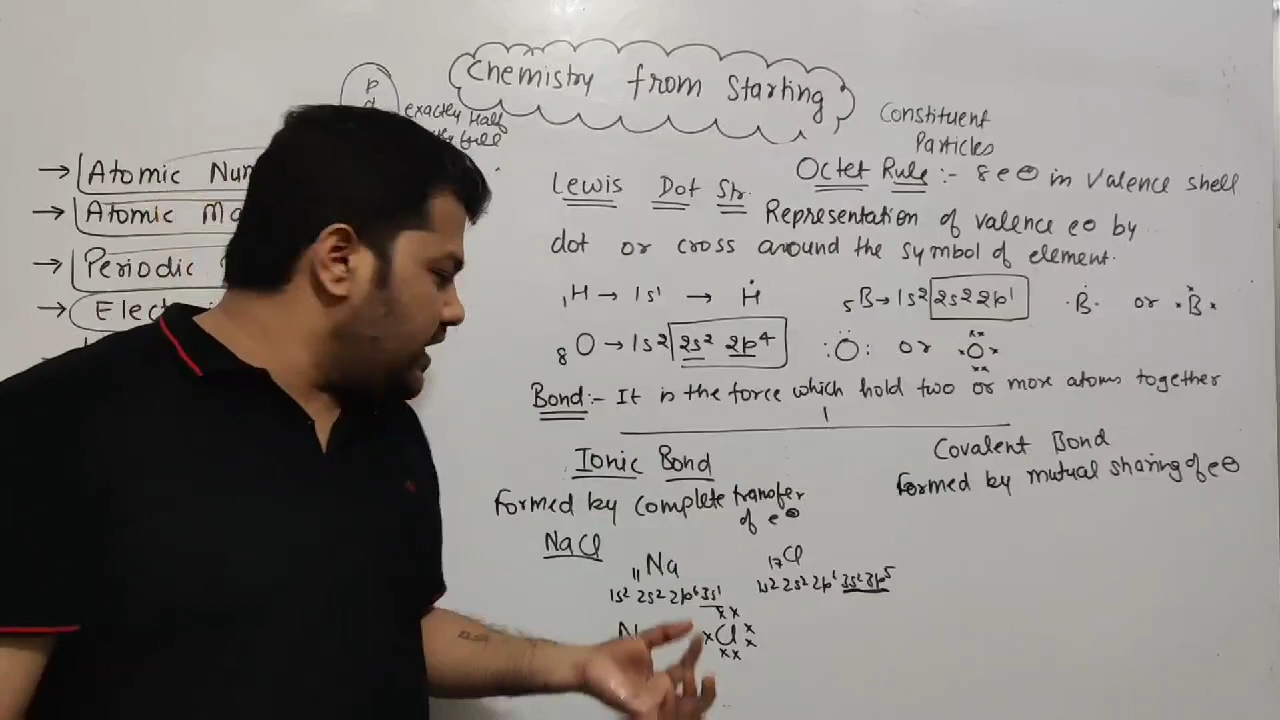 Chemistry from Starting
p
exactly Half
Constituent
Particles
→ Atomic
→ Atomic
→ Periodic
→
Octet Rule :- 8 e⊖ in Valence shell
Lewis Dot Str.
Representation of valence e⊖ by
dot or cross around the symbol of element.
₁H → 1s¹ → Ḣ
₅B → 1s² 2s² 2p¹ ·Ḃ· or ×B×
₈O → 1s² 2s² 2p⁴ :Ö: or ×O×
Bond :- It is the force which hold two or more atoms together
Ionic Bond
Formed by complete transfer
of e⊖
Covalent Bond
Formed by mutual sharing of e⊖
NaCl
₁₁Na
1s² 2s² 2p⁶ 3s¹
₁₇Cl
1s² 2s² 2p⁶ 3s² 3p⁵
Cl